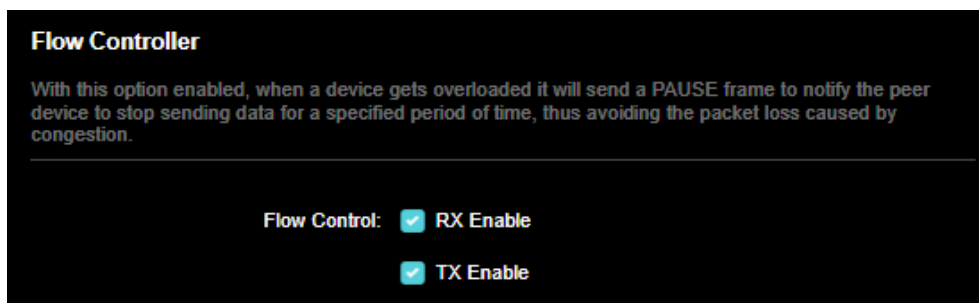 Flow Controller
With this option enabled, when a device gets overloaded it will send a PAUSE frame to notify the peer
device to stop sending data for a specified period of time, thus avoiding the packet loss caused by
congestion.
Flow Control: RX Enable
TX Enable